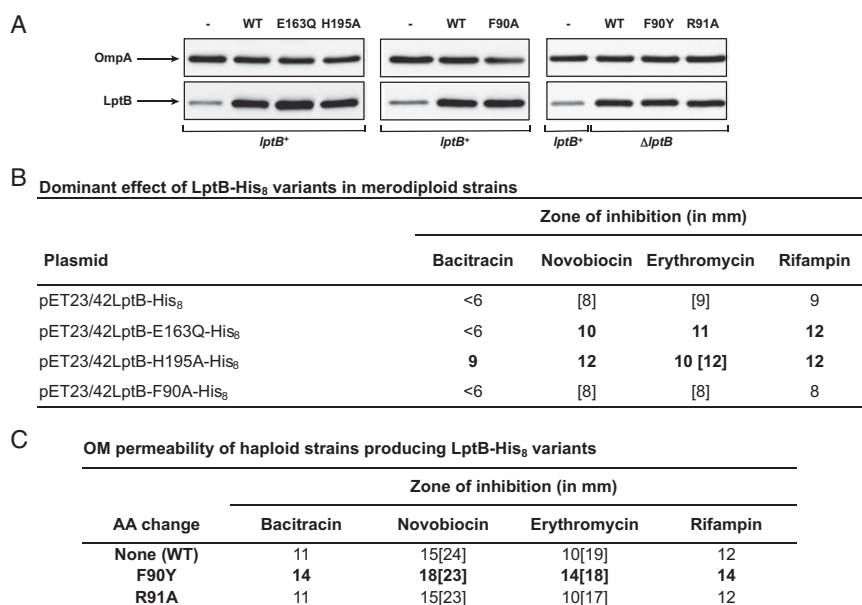 A
- WT E163Q H195A - WT F90A - WT F90Y R91A
OmpA
LptB
lptB⁺ lptB⁺ lptB⁺ ΔlptB
B Dominant effect of LptB-His₈ variants in merodiploid strains
Zone of inhibition (in mm)
Plasmid Bacitracin Novobiocin Erythromycin Rifampin
pET23/42LptB-His₈ <6 [8] [9] 9
pET23/42LptB-E163Q-His₈ <6 10 11 12
pET23/42LptB-H195A-His₈ 9 12 10 [12] 12
pET23/42LptB-F90A-His₈ <6 [8] [8] 8
C OM permeability of haploid strains producing LptB-His₈ variants
Zone of inhibition (in mm)
AA change Bacitracin Novobiocin Erythromycin Rifampin
None (WT) 11 15[24] 10[19] 12
F90Y 14 18[23] 14[18] 14
R91A 11 15[23] 10[17] 12